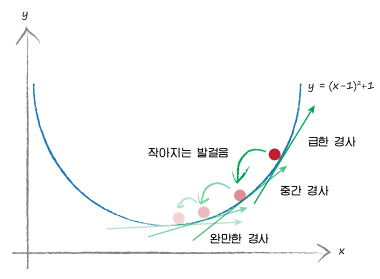 y
y = (x-1)²+1
급한 경사
작아지는 발걸음
중간 경사
완만한 경사
x